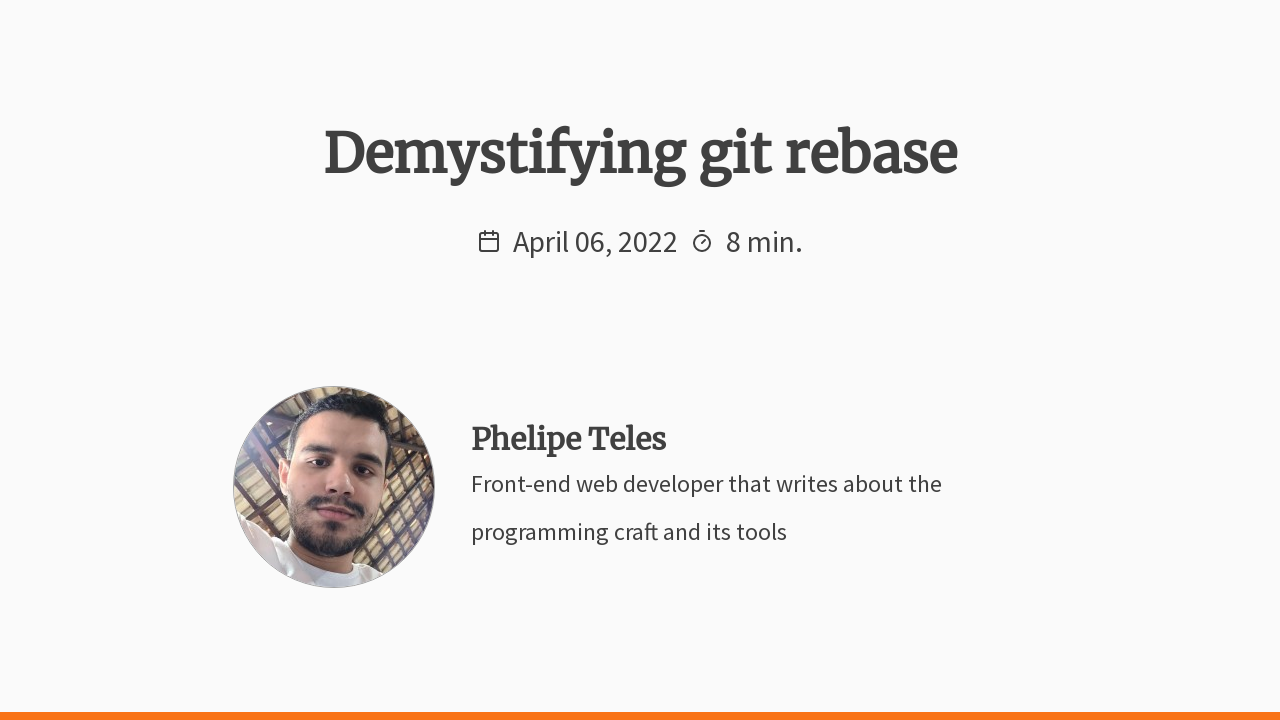 Demystifying git rebase
April 06, 2022 8 min.
Phelipe Teles
Front-end web developer that writes about the
programming craft and its tools